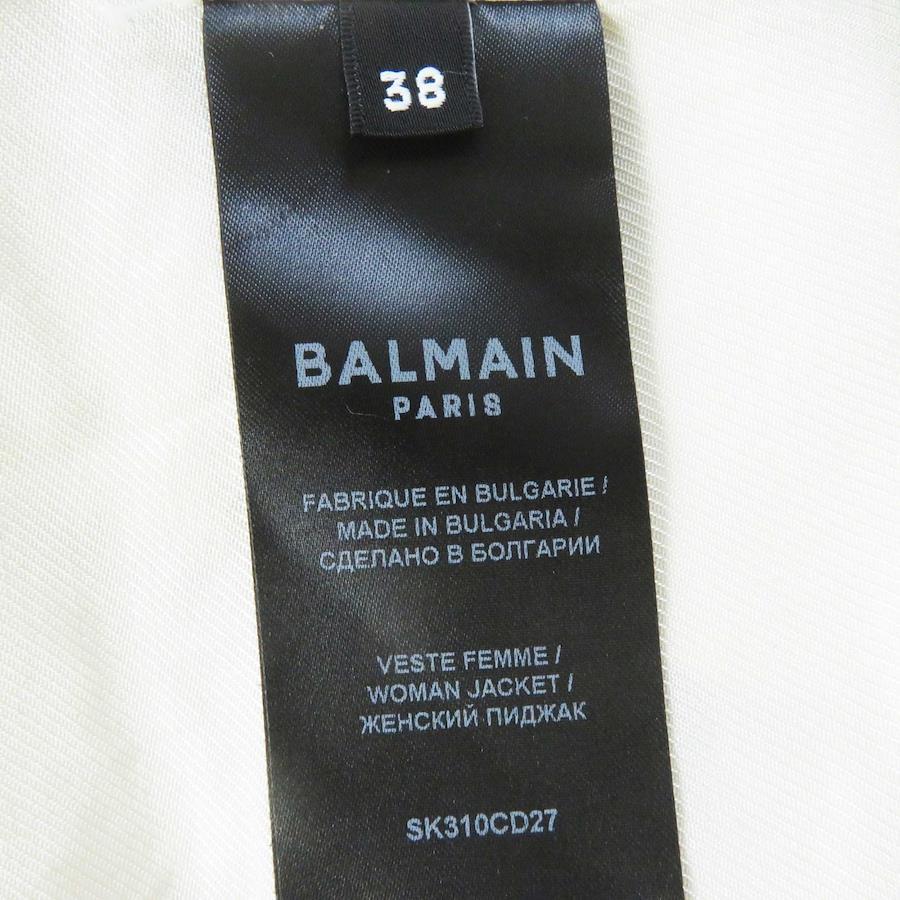 38
BALMAIN
PARIS
FABRIQUE EN BULGARIE /
MADE IN BULGARIA /
СДЕЛАНО В БОЛГАРИИ
VESTE FEMME /
WOMAN JACKET /
ЖЕНСКИЙ ПИДЖАК
SK310CD27